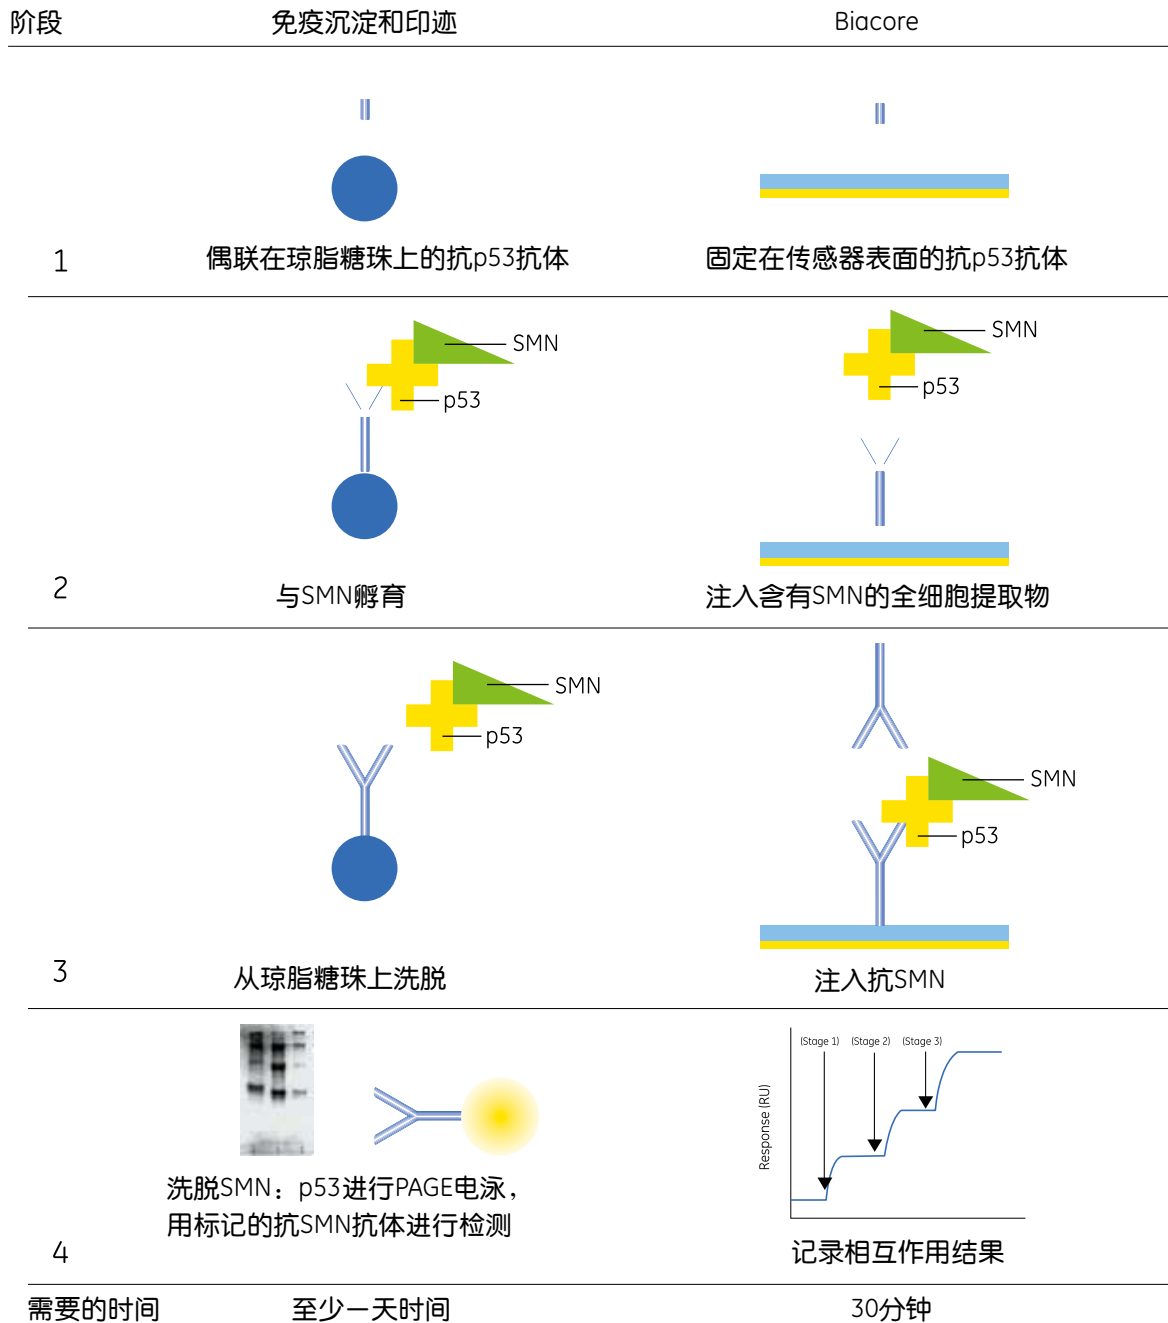 阶段 免疫沉淀和印迹 Biacore
1 偶联在琼脂糖珠上的抗p53抗体 固定在传感器表面的抗p53抗体
SMN
p53
SMN
p53
2 与SMN孵育 注入含有SMN的全细胞提取物
SMN
p53
SMN
p53
3 从琼脂糖珠上洗脱 注入抗SMN
(Stage 1) (Stage 2) (Stage 3)
Response (RU)
洗脱SMN：p53进行PAGE电泳，
用标记的抗SMN抗体进行检测
4 记录相互作用结果
需要的时间 至少一天时间 30分钟